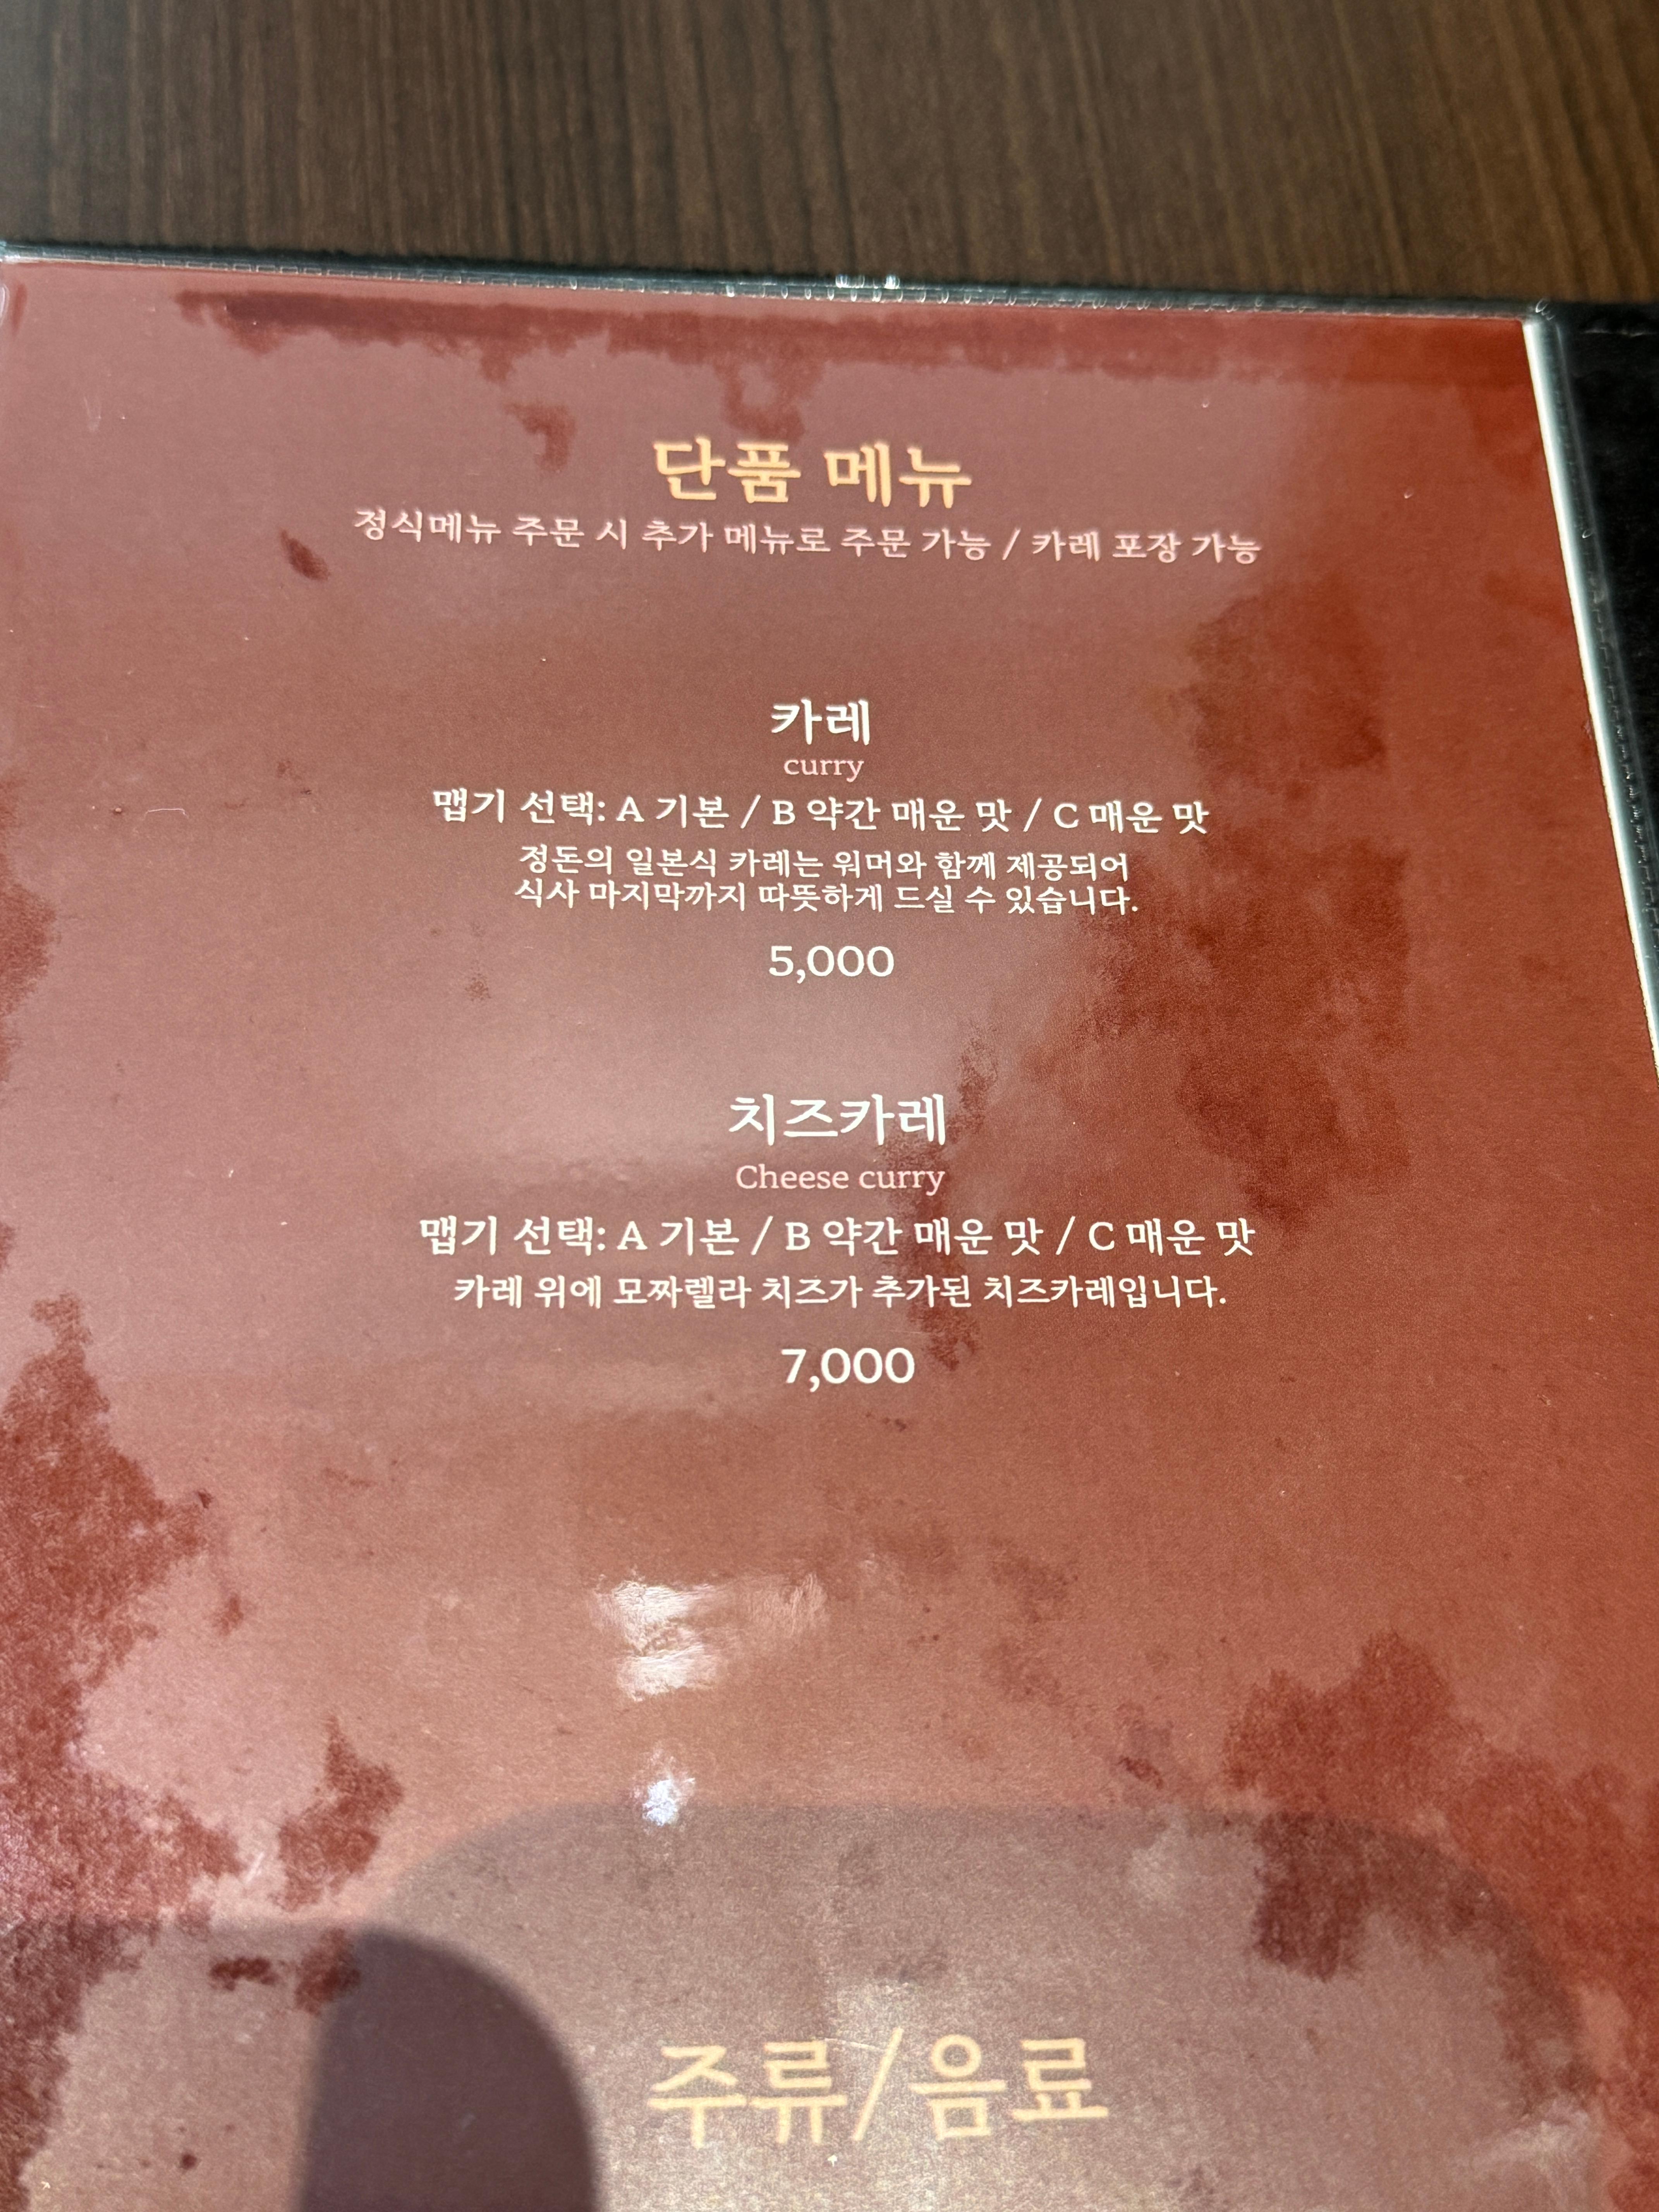 단품 메뉴
정식메뉴 주문 시 추가 메뉴로 주문 가능 / 카레 포장 가능
카레
curry
맵기 선택: A 기본 / B 약간 매운 맛 / C 매운 맛
정돈의 일본식 카레는 워머와 함께 제공되어
식사 마지막까지 따뜻하게 드실 수 있습니다.
5,000
치즈카레
Cheese curry
맵기 선택: A 기본 / B 약간 매운 맛 / C 매운 맛
카레 위에 모짜렐라 치즈가 추가된 치즈카레입니다.
7,000
주류/음료